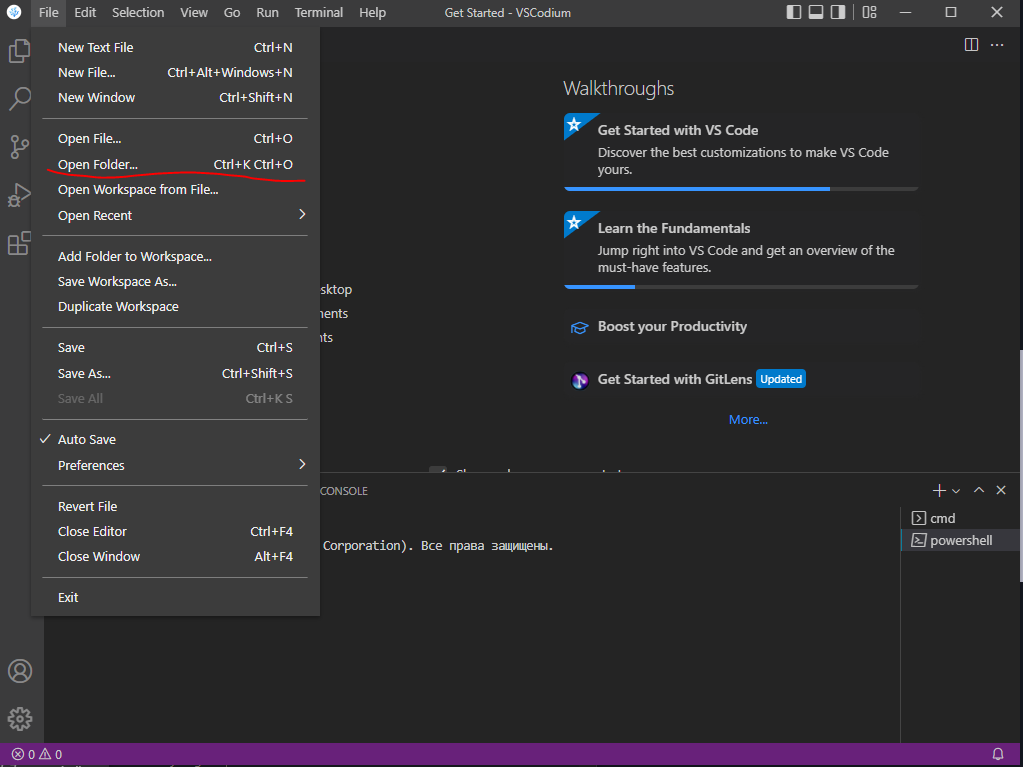 File Edit Selection View Go Run Terminal Help Get Started - VSCodium
New Text File Ctrl+N
New File... Ctrl+Alt+Windows+N
New Window Ctrl+Shift+N
Open File... Ctrl+O
Open Folder... Ctrl+K Ctrl+O
Open Workspace from File...
Open Recent
Add Folder to Workspace...
Save Workspace As...
Duplicate Workspace
Save Ctrl+S
Save As... Ctrl+Shift+S
Save All Ctrl+K S
Auto Save
Preferences
Revert File
Close Editor Ctrl+F4
Close Window Alt+F4
Exit
Walkthroughs
Get Started with VS Code
Discover the best customizations to make VS Code
yours.
Learn the Fundamentals
Jump right into VS Code and get an overview of the
must-have features.
Boost your Productivity
Get Started with GitLens Updated
More...
sktop
ments
nts
CONSOLE
Corporation). Все права защищены.
cmd
powershell
0 0